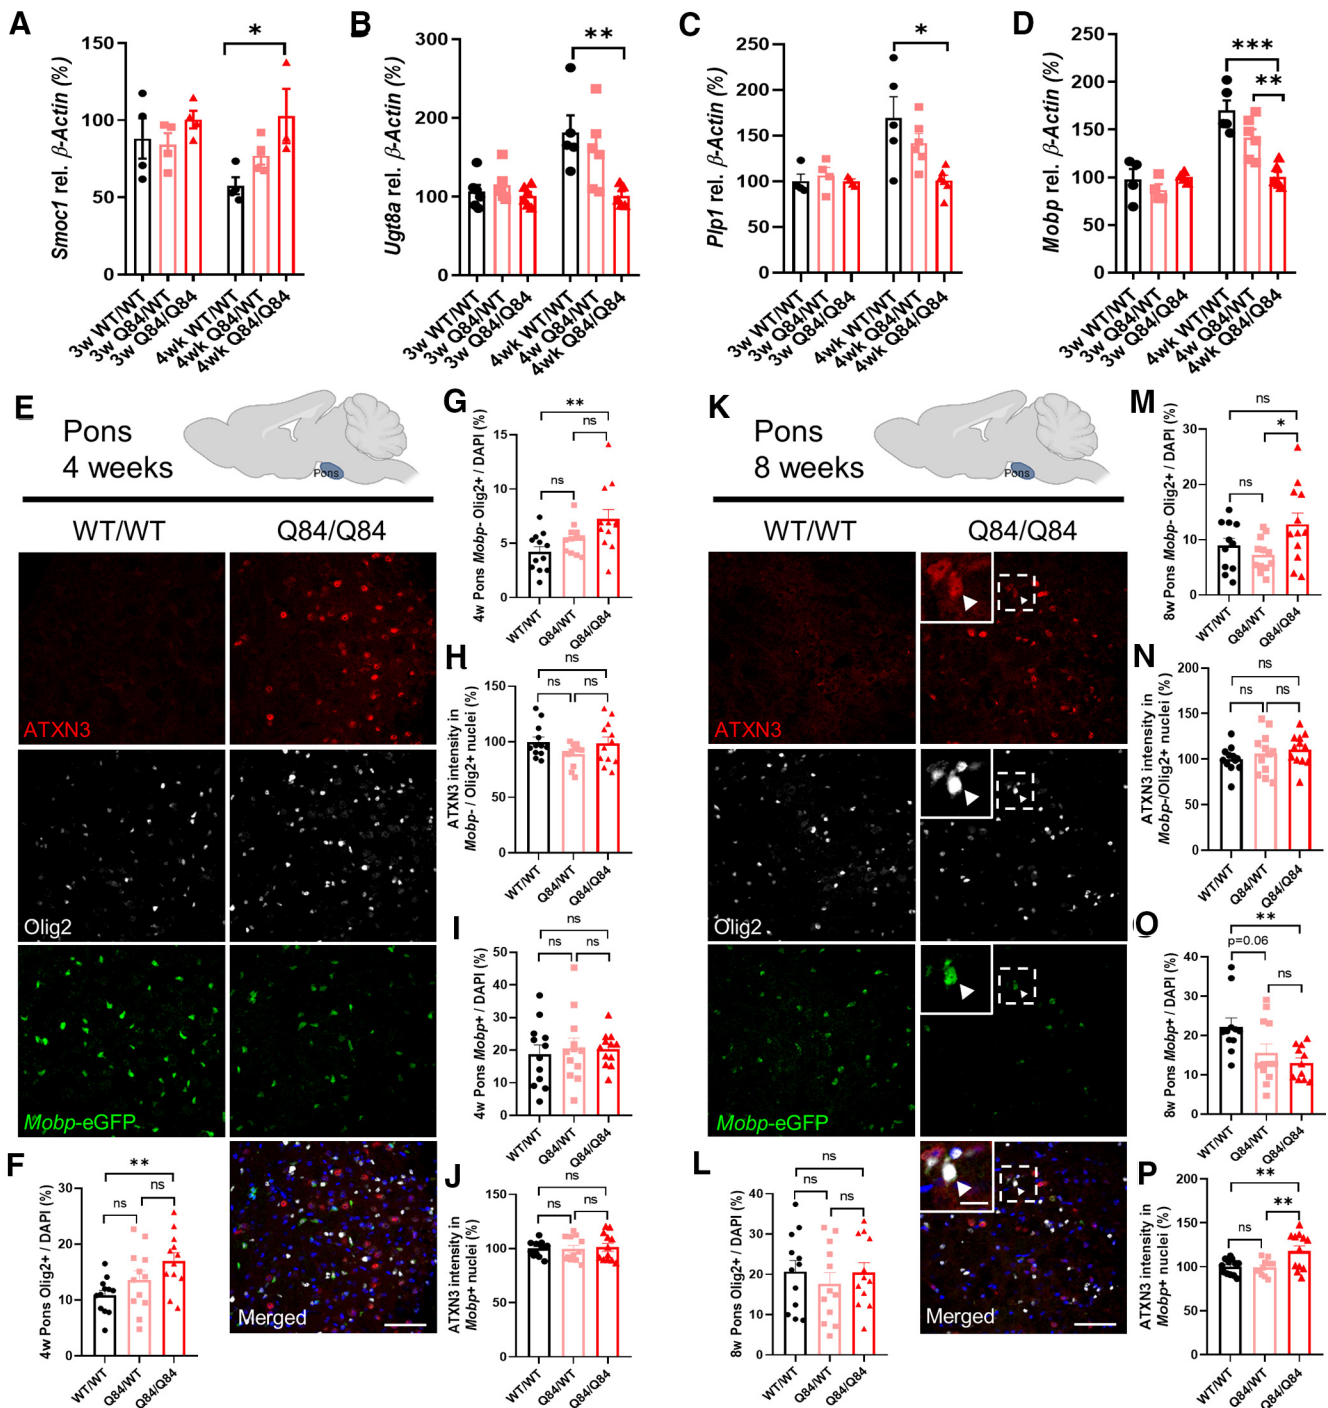 A
Smoc1 rel. β-Actin (%)
150
100
50
0
*
3w WT/WT
3w Q84/WT
3w Q84/Q84
4wk WT/WT
4wk Q84/WT
4wk Q84/Q84
B
Ugt8a rel. β-Actin (%)
300
200
100
0
**
3w WT/WT
3w Q84/WT
3w Q84/Q84
4wk WT/WT
4w Q84/WT
4wk Q84/Q84
C
Plp1 rel. β-Actin (%)
250
200
150
100
50
0
*
3w WT/WT
3w Q84/WT
3w Q84/Q84
4wk WT/WT
4wk Q84/WT
4wk Q84/Q84
D
Mobp rel. β-Actin (%)
250
200
150
100
50
0
***
**
3w WT/WT
3w Q84/WT
3w Q84/Q84
4wk WT/WT
4w Q84/WT
4wk Q84/Q84
E
Pons
4 weeks
Pons
WT/WT
Q84/Q84
ATXN3
Olig2
Mobp-eGFP
Merged
F
4w Pons Olig2+ / DAPI (%)
30
20
10
0
**
ns
ns
WT/WT
Q84/WT
Q84/Q84
G
4w Pons Mobp- Olig2+ / DAPI (%)
15
10
5
0
**
ns
ns
WT/WT
Q84/WT
Q84/Q84
H
ATXN3 intensity in
Mobp- / Olig2+ nuclei (%)
150
100
50
0
ns
ns
ns
WT/WT
Q84/WT
Q84/Q84
I
4w Pons Mobp+ / DAPI (%)
50
40
30
20
10
0
ns
ns
ns
WT/WT
Q84/WT
Q84/Q84
J
ATXN3 intensity in
Mobp+ nuclei (%)
150
100
50
0
ns
ns
ns
WT/WT
Q84/WT
Q84/Q84
K
Pons
8 weeks
Pons
WT/WT
Q84/Q84
ATXN3
Olig2
Mobp-eGFP
Merged
L
8w Pons Olig2+ / DAPI (%)
40
30
20
10
0
ns
ns
ns
WT/WT
Q84/WT
Q84/Q84
M
8w Pons Mobp- Olig2+ / DAPI (%)
30
20
10
0
ns
*
ns
WT/WT
Q84/WT
Q84/Q84
N
ATXN3 intensity in
Mobp-/Olig2+ nuclei (%)
200
150
100
50
0
ns
ns
ns
WT/WT
Q84/WT
Q84/Q84
O
8w Pons Mobp+ / DAPI (%)
40
30
20
10
0
**
p=0.06
ns
WT/WT
Q84/WT
Q84/Q84
P
ATXN3 intensity in
Mobp+ nuclei (%)
200
150
100
50
0
**
**
ns
WT/WT
Q84/WT
Q84/Q84